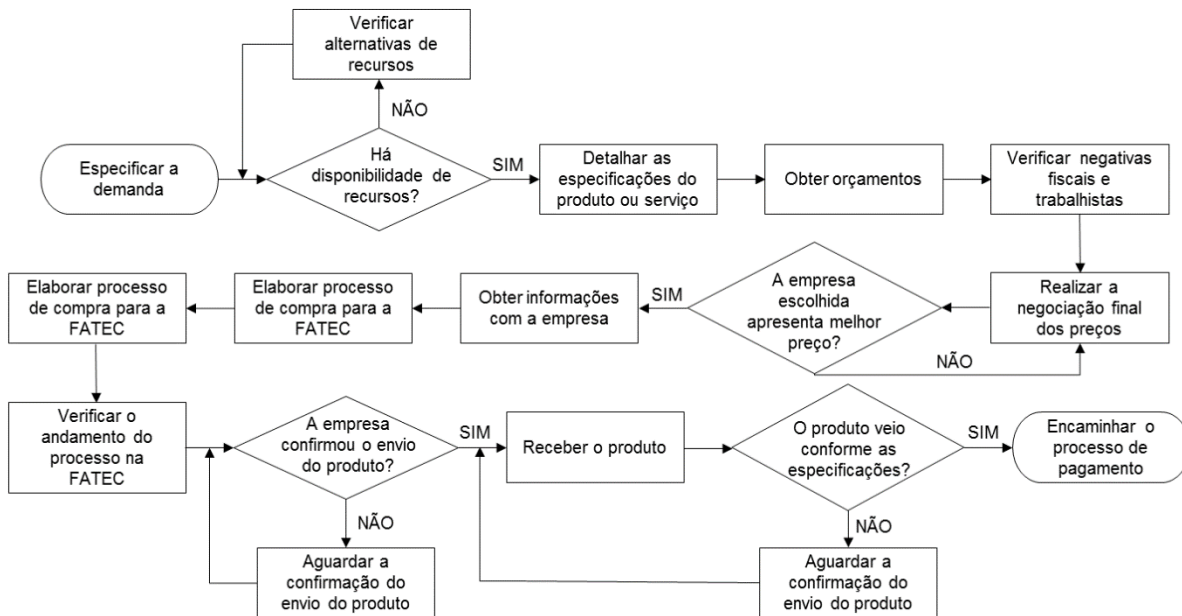 Verificar
alternativas de
recursos
NÃO
Especificar a
demanda
Há
disponibilidade de
recursos?
SIM
Detalhar as
especificações do
produto ou serviço
Obter orçamentos
Verificar negativas
fiscais e
trabalhistas
Realizar a
negociação final
dos preços
A empresa
escolhida
apresenta melhor
preço?
NÃO
SIM
Obter informações
com a empresa
Elaborar processo
de compra para a
FATEC
Elaborar processo
de compra para a
FATEC
Verificar o
andamento do
processo na
FATEC
A empresa
confirmou o envio
do produto?
NÃO
Aguardar a
confirmação do
envio do produto
SIM
Receber o produto
O produto veio
conforme as
especificações?
NÃO
Aguardar a
confirmação do
envio do produto
SIM
Encaminhar o
processo de
pagamento